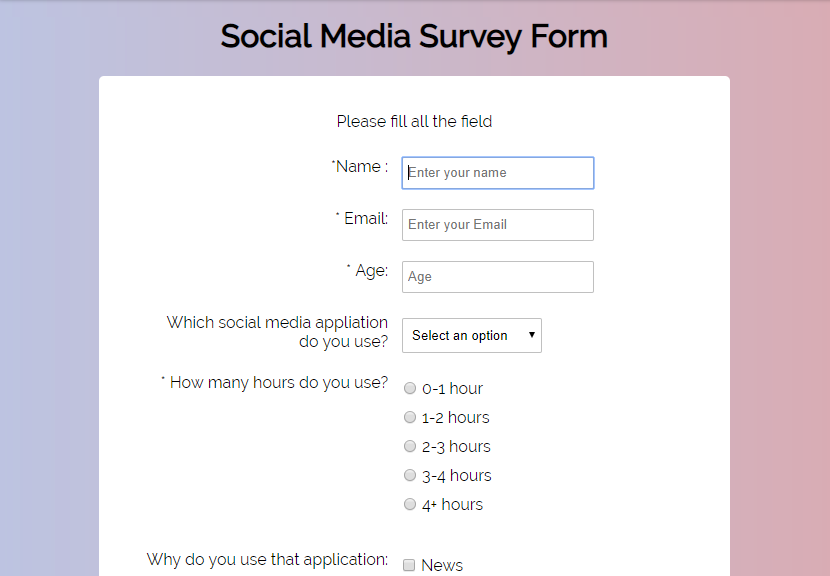 Social Media Survey Form
Please fill all the field
*Name : Enter your name
* Email: Enter your Email
* Age: Age
Which social media appliation
do you use? Select an option
* How many hours do you use? 0-1 hour
1-2 hours
2-3 hours
3-4 hours
4+ hours
Why do you use that application: News